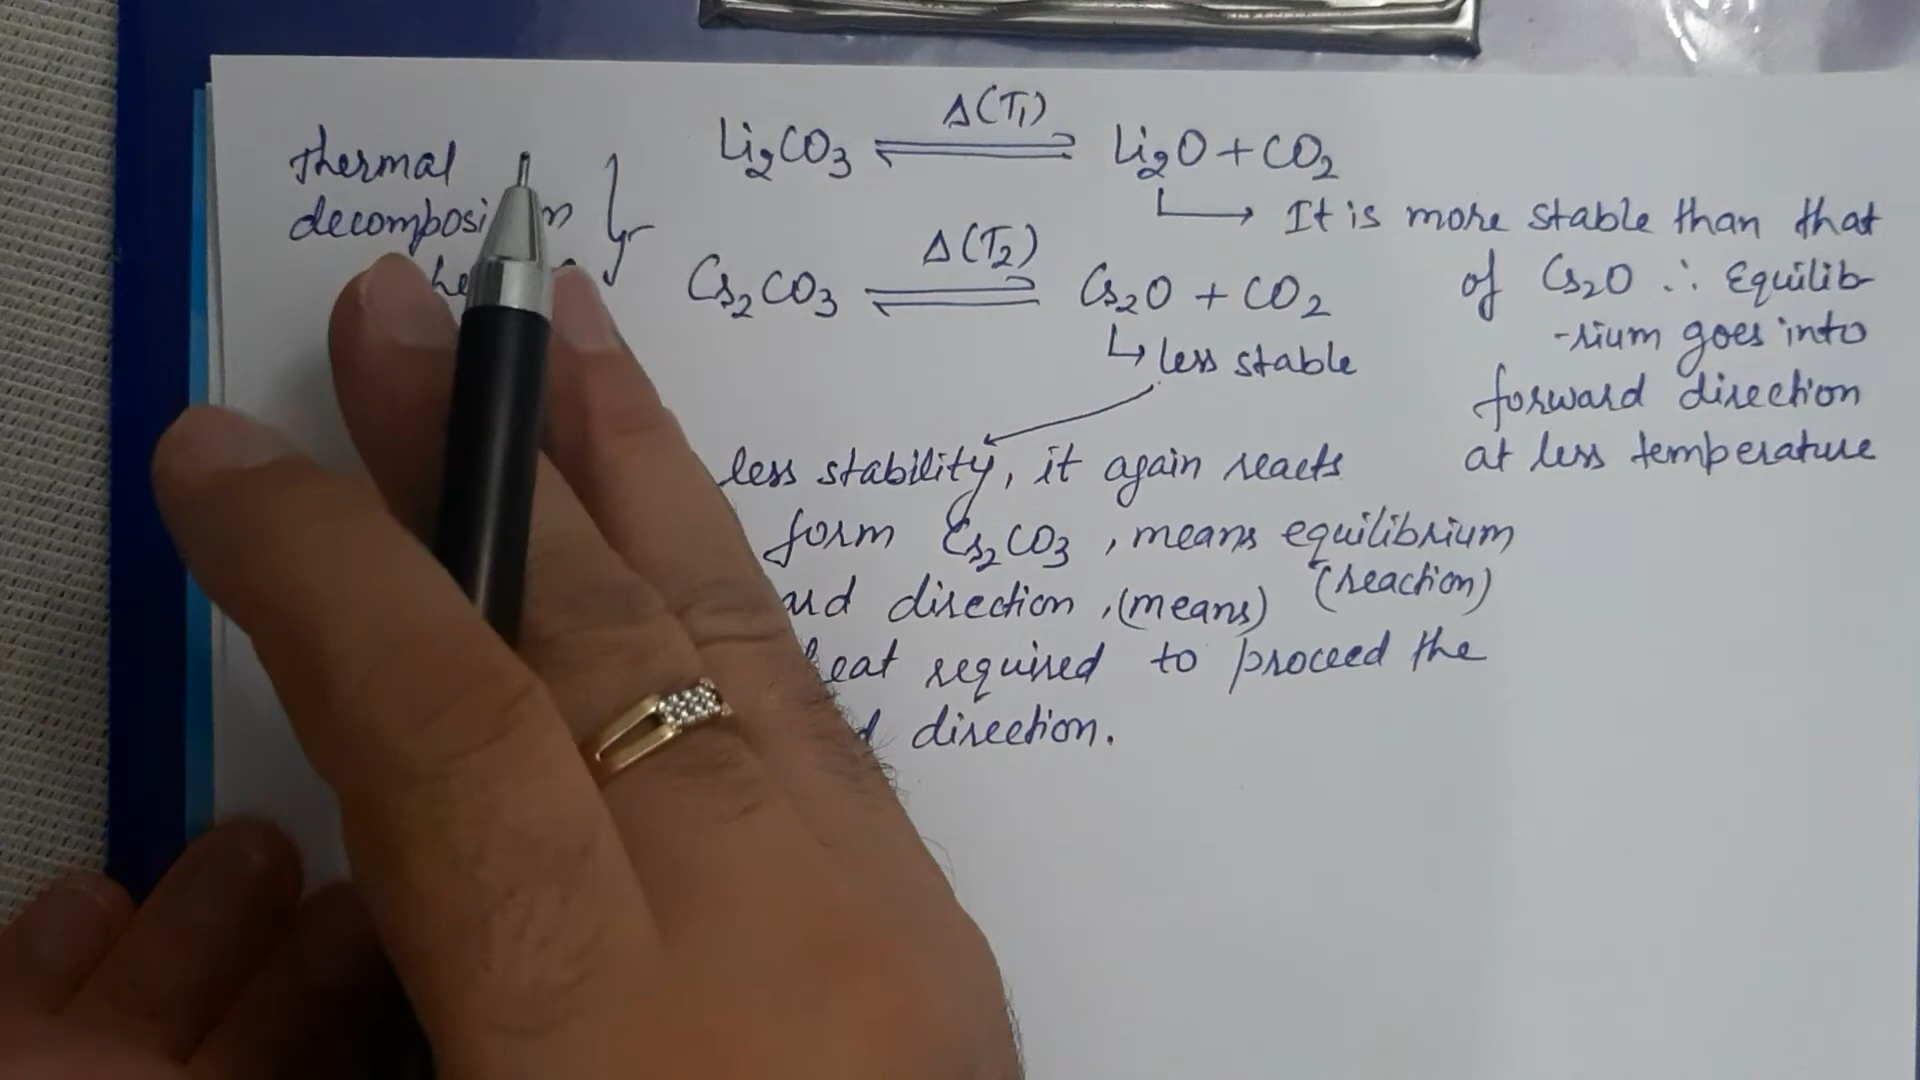 thermal
Li2CO3 ⇌ Δ(T1) Li2O + CO2
↳ It is more stable than that
of Cs2O ∴ Equilib
-rium goes into
forward direction
at less temperature
Cs2CO3 ⇌ Δ(T2) Cs2O + CO2
↳ less stable
less stability, it again reacts
form Cs2CO3, means equilibrium
direction, (means) (reaction)
required to proceed the
direction.